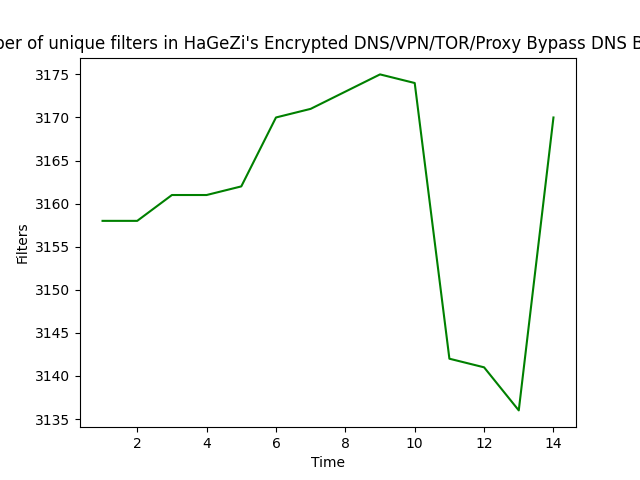 of unique filters in HaGeZi's Encrypted DNS/VPN/TOR/Proxy Bypass DNS
3175
3170
3165
3160
3155
3150
3145
3140
3135
Filters
2 4 6 8 10 12 14
Time